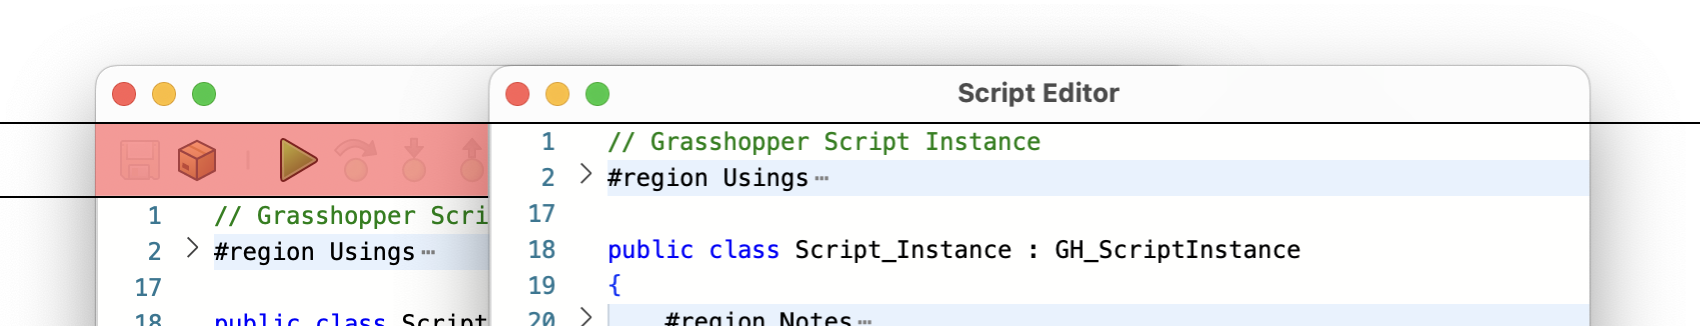 Script Editor
1 // Grasshopper Script Instance
2 > #region Usings ⋯
17
18 public class Script_Instance : GH_ScriptInstance
19 {
20 > #region Notes ⋯
1 // Grasshopper Scri
2 > #region Usings ⋯
17
18 public class Script